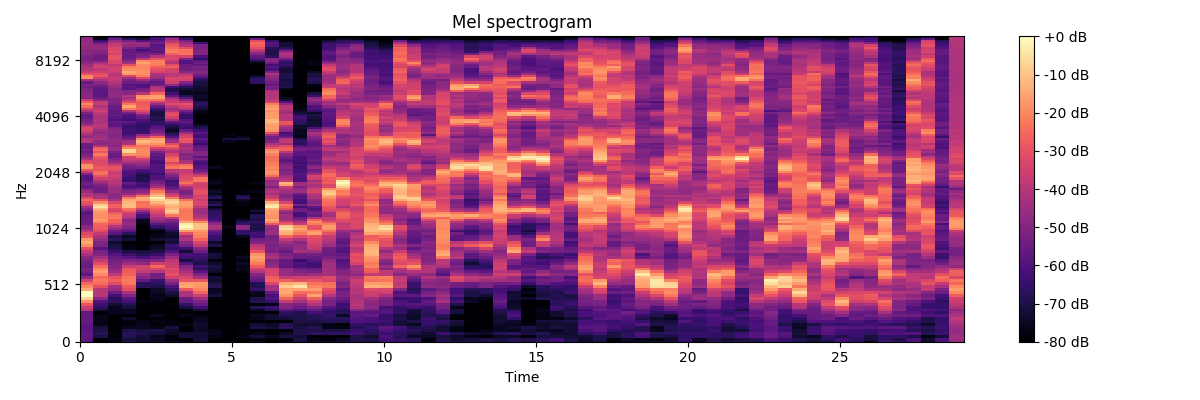 Mel spectrogram
8192
4096
2048
1024
512
0
Hz
0 5 10 15 20 25
Time
+0 dB
-10 dB
-20 dB
-30 dB
-40 dB
-50 dB
-60 dB
-70 dB
-80 dB